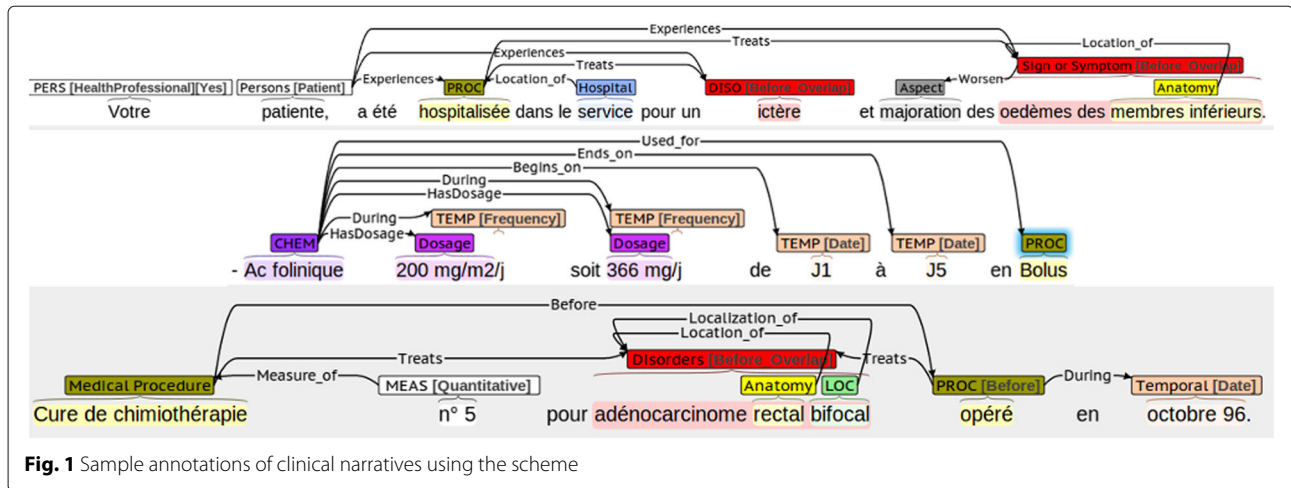 Experiences
Treats
Experiences
Location_of
Treats
Sign or Symptom [Before_Overlap]
PERS [HealthProfessional][Yes] Persons [Patient] Experiences PROC Location_of Hospital DISO [Before_Overlap] Aspect Worsen Anatomy
Votre patiente, a été hospitalisée dans le service pour un ictère et majoration des oedèmes des membres inférieurs.
Used_for
Ends_on
Begins_on
During
HasDosage
During TEMP [Frequency] TEMP [Frequency]
CHEM HasDosage Dosage Dosage TEMP [Date] TEMP [Date] PROC
- Ac folinique 200 mg/m2/j soit 366 mg/j de J1 à J5 en Bolus
Before
Localization_of
Location_of
Treats Disorders [Before_Overlap] Treats
Medical Procedure Measure_of MEAS [Quantitative] Anatomy LOC PROC [Before] During Temporal [Date]
Cure de chimiothérapie n° 5 pour adénocarcinome rectal bifocal opéré en octobre 96.
Fig. 1 Sample annotations of clinical narratives using the scheme